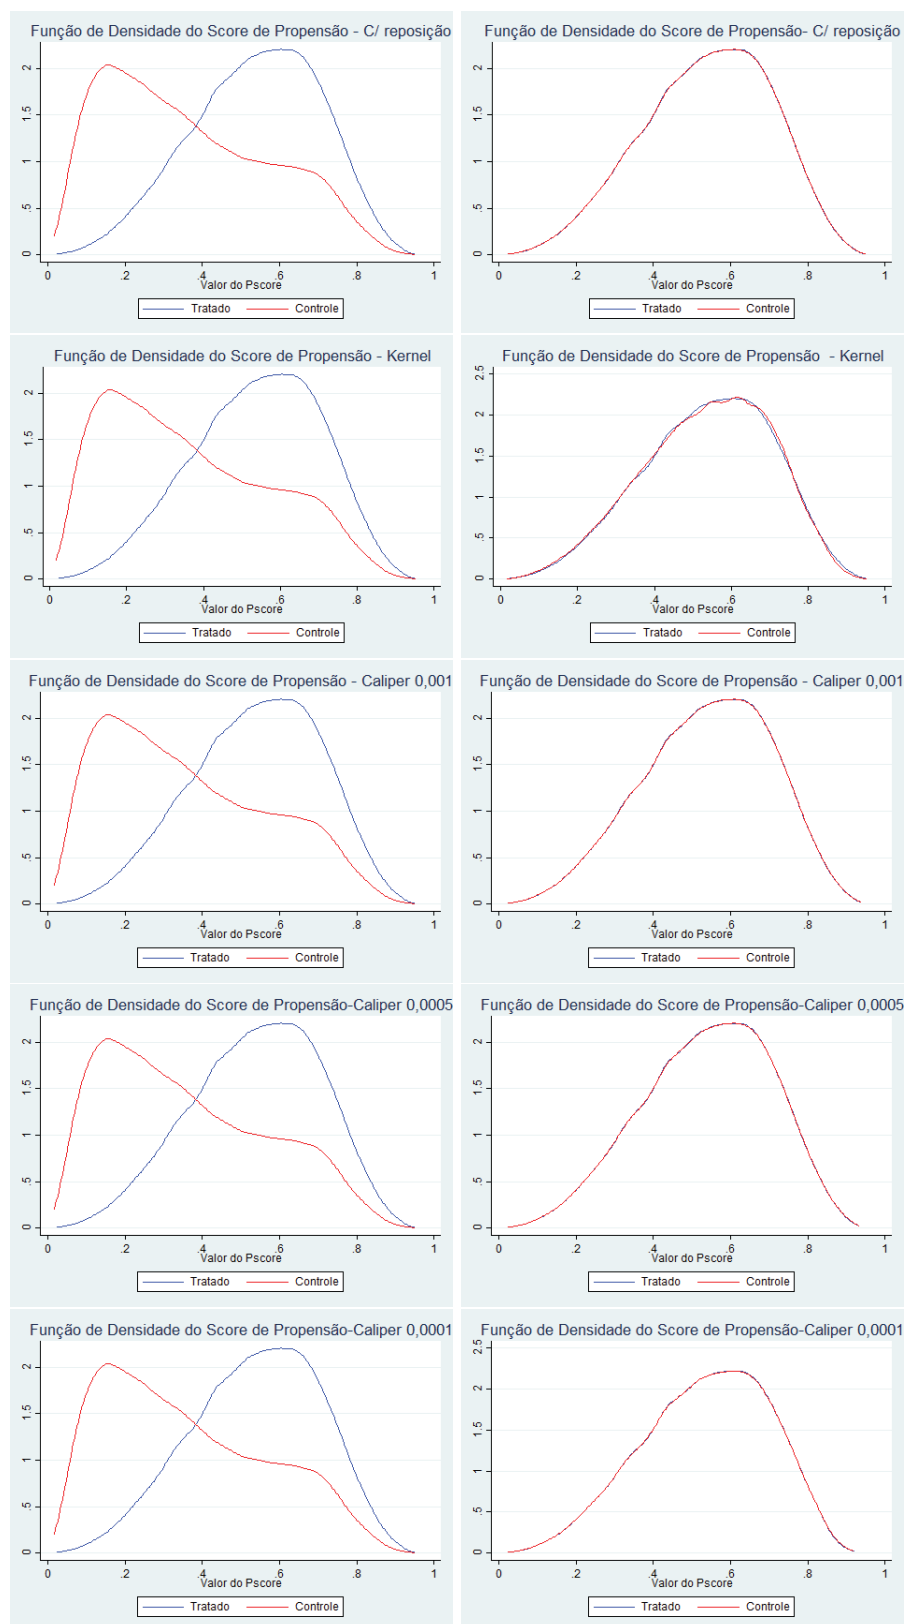 Função de Densidade do Score de Propensão - C/ reposição
2
1.5
1
.5
0
0 .2 .4 .6 .8 1
Valor do Pscore
Tratado Controle
Função de Densidade do Score de Propensão- C/ reposição
2
1.5
1
.5
0
0 .2 .4 .6 .8 1
Valor do Pscore
Tratado Controle
Função de Densidade do Score de Propensão - Kernel
2
1.5
1
.5
0
0 .2 .4 .6 .8 1
Valor do Pscore
Tratado Controle
Função de Densidade do Score de Propensão - Kernel
2.5
2
1.5
1
.5
0
0 .2 .4 .6 .8 1
Valor do Pscore
Tratado Controle
Função de Densidade do Score de Propensão - Caliper 0,001
2
1.5
1
.5
0
0 .2 .4 .6 .8 1
Valor do Pscore
Tratado Controle
Função de Densidade do Score de Propensão - Caliper 0,001
2
1.5
1
.5
0
0 .2 .4 .6 .8 1
Valor do Pscore
Tratado Controle
Função de Densidade do Score de Propensão-Caliper 0,0005
2
1.5
1
.5
0
0 .2 .4 .6 .8 1
Valor do Pscore
Tratado Controle
Função de Densidade do Score de Propensão-Caliper 0,0005
2
1.5
1
.5
0
0 .2 .4 .6 .8 1
Valor do Pscore
Tratado Controle
Função de Densidade do Score de Propensão-Caliper 0,0001
2
1.5
1
.5
0
0 .2 .4 .6 .8 1
Valor do Pscore
Tratado Controle
Função de Densidade do Score de Propensão-Caliper 0,0001
2.5
2
1.5
1
.5
0
0 .2 .4 .6 .8 1
Valor do Pscore
Tratado Controle